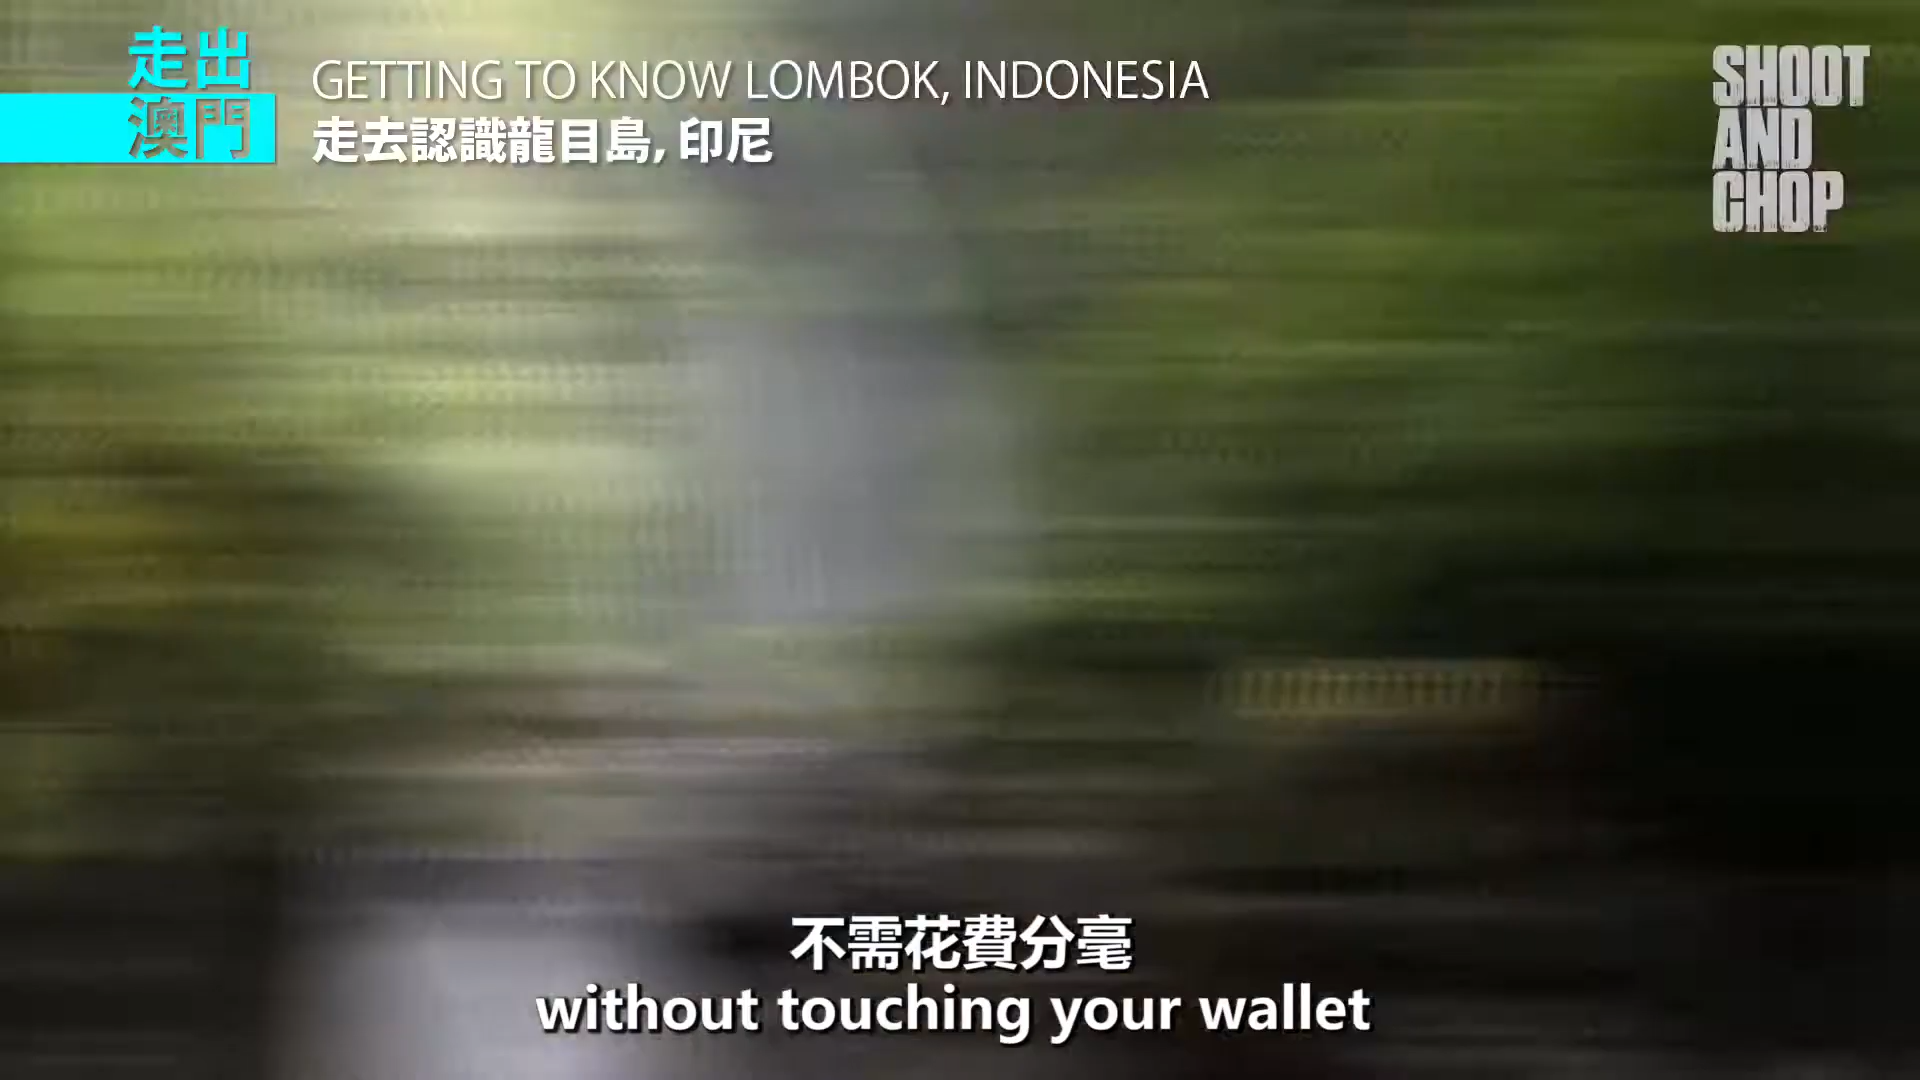 走出
澳門
GETTING TO KNOW LOMBOK, INDONESIA
走去認識龍目島, 印尼
SHOOT
AND
CHOP
不需花費分毫
without touching your wallet